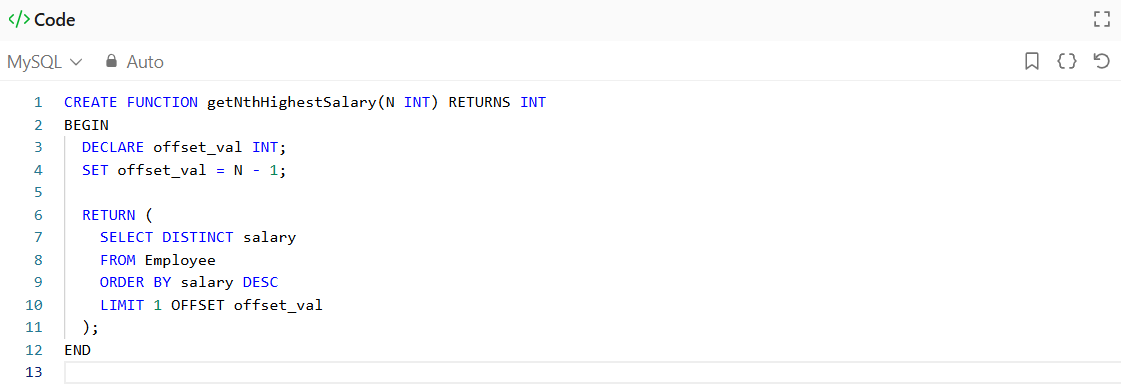 </> Code
MySQL Auto
1 CREATE FUNCTION getNthHighestSalary(N INT) RETURNS INT
2 BEGIN
3   DECLARE offset_val INT;
4   SET offset_val = N - 1;
5
6   RETURN (
7     SELECT DISTINCT salary
8     FROM Employee
9     ORDER BY salary DESC
10     LIMIT 1 OFFSET offset_val
11   );
12 END
13